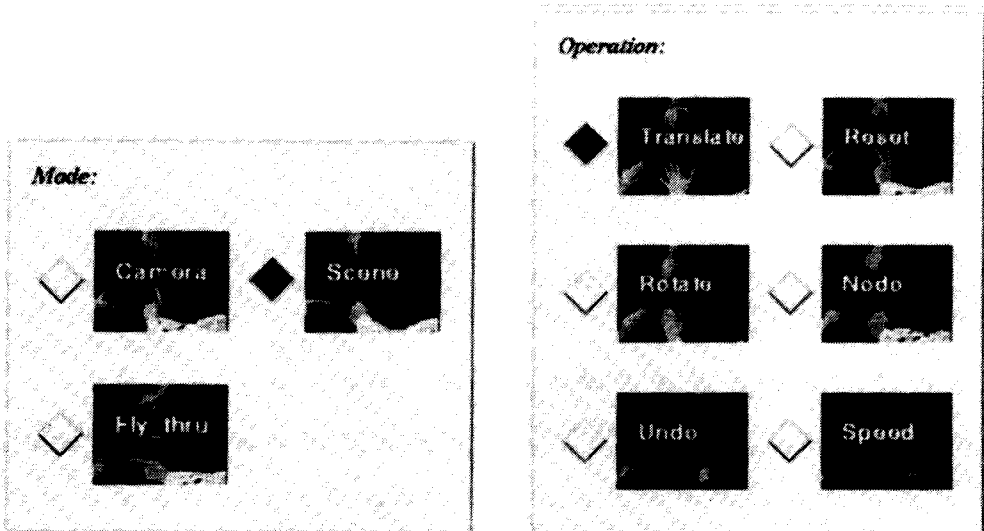 Mode:
Camera
Scene
Fly_thru
Operation:
Translate
Reset
Rotate
Node
Undo
Speed